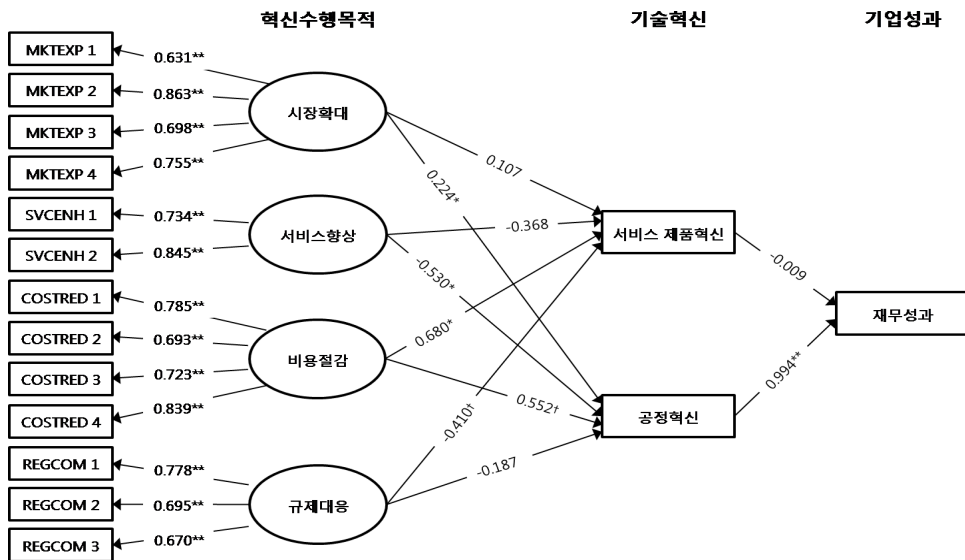 혁신수행목적
기술혁신
기업성과
MKTEXP 1
0.631**
MKTEXP 2
0.863**
MKTEXP 3
0.698**
MKTEXP 4
0.755**
시장확대
SVCENH 1
0.734**
SVCENH 2
0.845**
서비스향상
COSTRED 1
0.785**
COSTRED 2
0.693**
COSTRED 3
0.723**
COSTRED 4
0.839**
비용절감
REGCOM 1
0.778**
REGCOM 2
0.695**
REGCOM 3
0.670**
규제대응
0.107
0.224*
-0.368
-0.530*
0.680*
0.552†
-0.410†
-0.187
서비스 제품혁신
공정혁신
-0.009
0.994**
재무성과